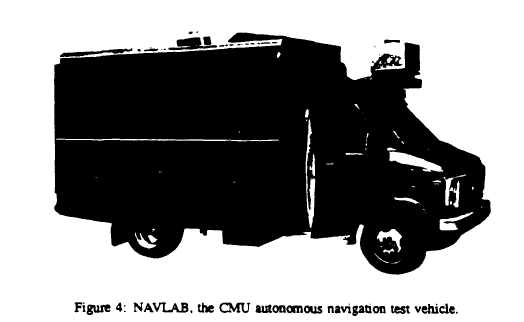 Figure 4: NAVLAB, the CMU autonomous navigation test vehicle.